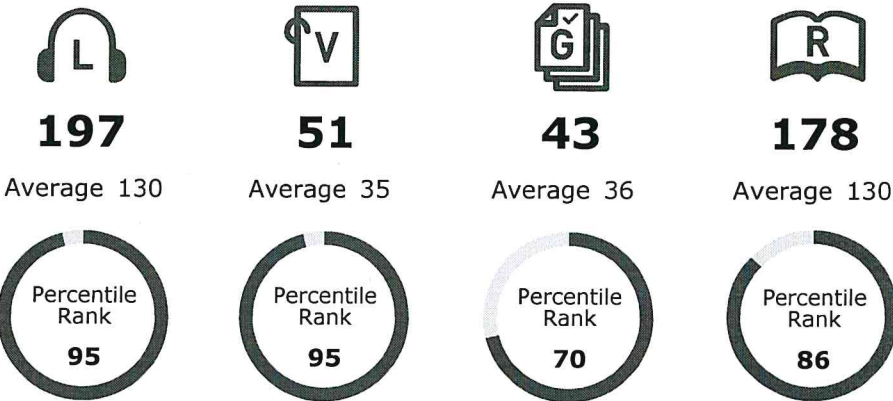 L
197
Average 130
Percentile
Rank
95
V
51
Average 35
Percentile
Rank
95
G
43
Average 36
Percentile
Rank
70
R
178
Average 130
Percentile
Rank
86